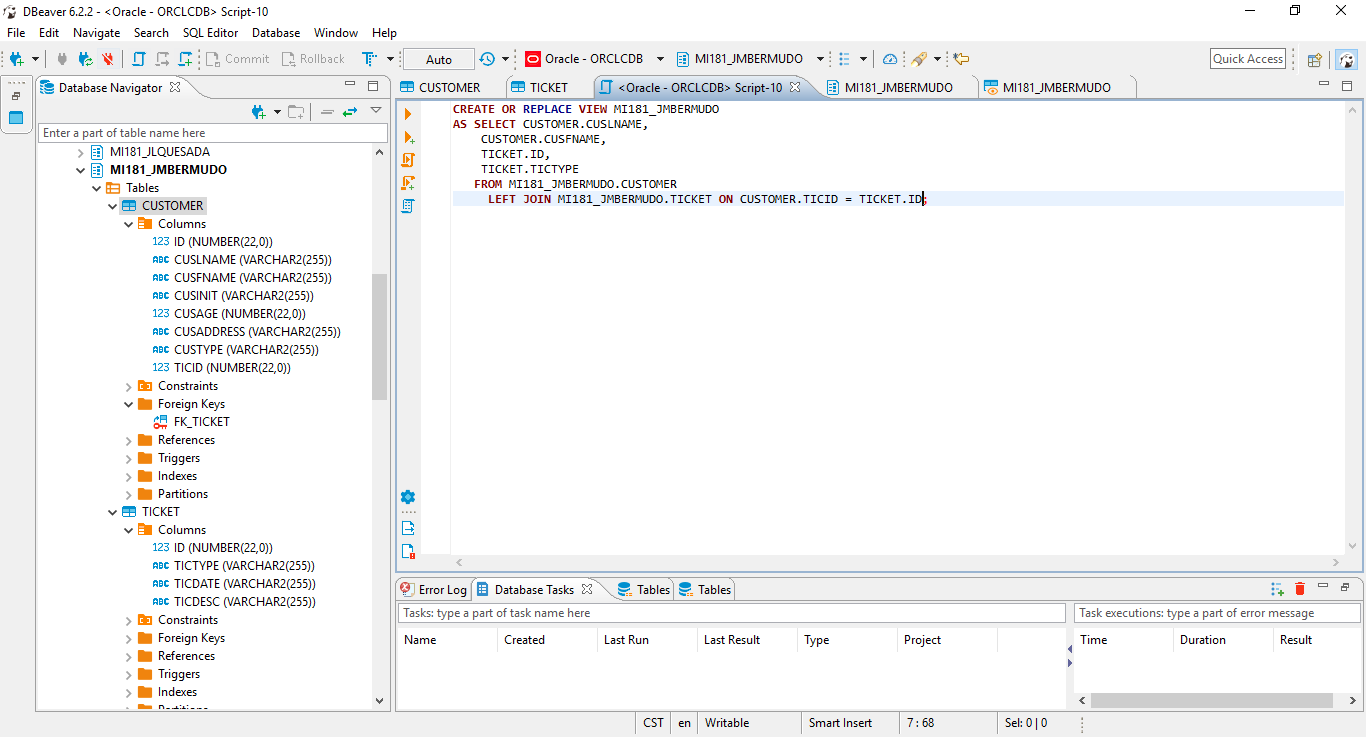 DBeaver 6.2.2 - <Oracle - ORCLCDB> Script-10
File Edit Navigate Search SQL Editor Database Window Help
Commit Rollback Auto Oracle - ORCLCDB MI181_JMBERMUDO Quick Access
Database Navigator
Enter a part of table name here
MI181_JLQUESADA
MI181_JMBERMUDO
Tables
CUSTOMER
Columns
123 ID (NUMBER(22,0))
ABC CUSLNAME (VARCHAR2(255))
ABC CUSFNAME (VARCHAR2(255))
ABC CUSINIT (VARCHAR2(255))
123 CUSAGE (NUMBER(22,0))
ABC CUSADDRESS (VARCHAR2(255))
ABC CUSTYPE (VARCHAR2(255))
123 TICID (NUMBER(22,0))
Constraints
Foreign Keys
FK_TICKET
References
Triggers
Indexes
Partitions
TICKET
Columns
123 ID (NUMBER(22,0))
ABC TICTYPE (VARCHAR2(255))
ABC TICDATE (VARCHAR2(255))
ABC TICDESC (VARCHAR2(255))
Constraints
Foreign Keys
References
Triggers
Indexes
Partitions
CUSTOMER TICKET <Oracle - ORCLCDB> Script-10 MI181_JMBERMUDO MI181_JMBERMUDO
CREATE OR REPLACE VIEW MI181_JMBERMUDO
AS SELECT CUSTOMER.CUSLNAME,
CUSTOMER.CUSFNAME,
TICKET.ID,
TICKET.TICTYPE
FROM MI181_JMBERMUDO.CUSTOMER
LEFT JOIN MI181_JMBERMUDO.TICKET ON CUSTOMER.TICID = TICKET.ID;
Error Log Database Tasks Tables Tables
Tasks: type a part of task name here
Name Created Last Run Last Result Type Project
Task executions: type a part of error message
Time Duration Result
CST en Writable Smart Insert 7 : 68 Sel: 0 | 0